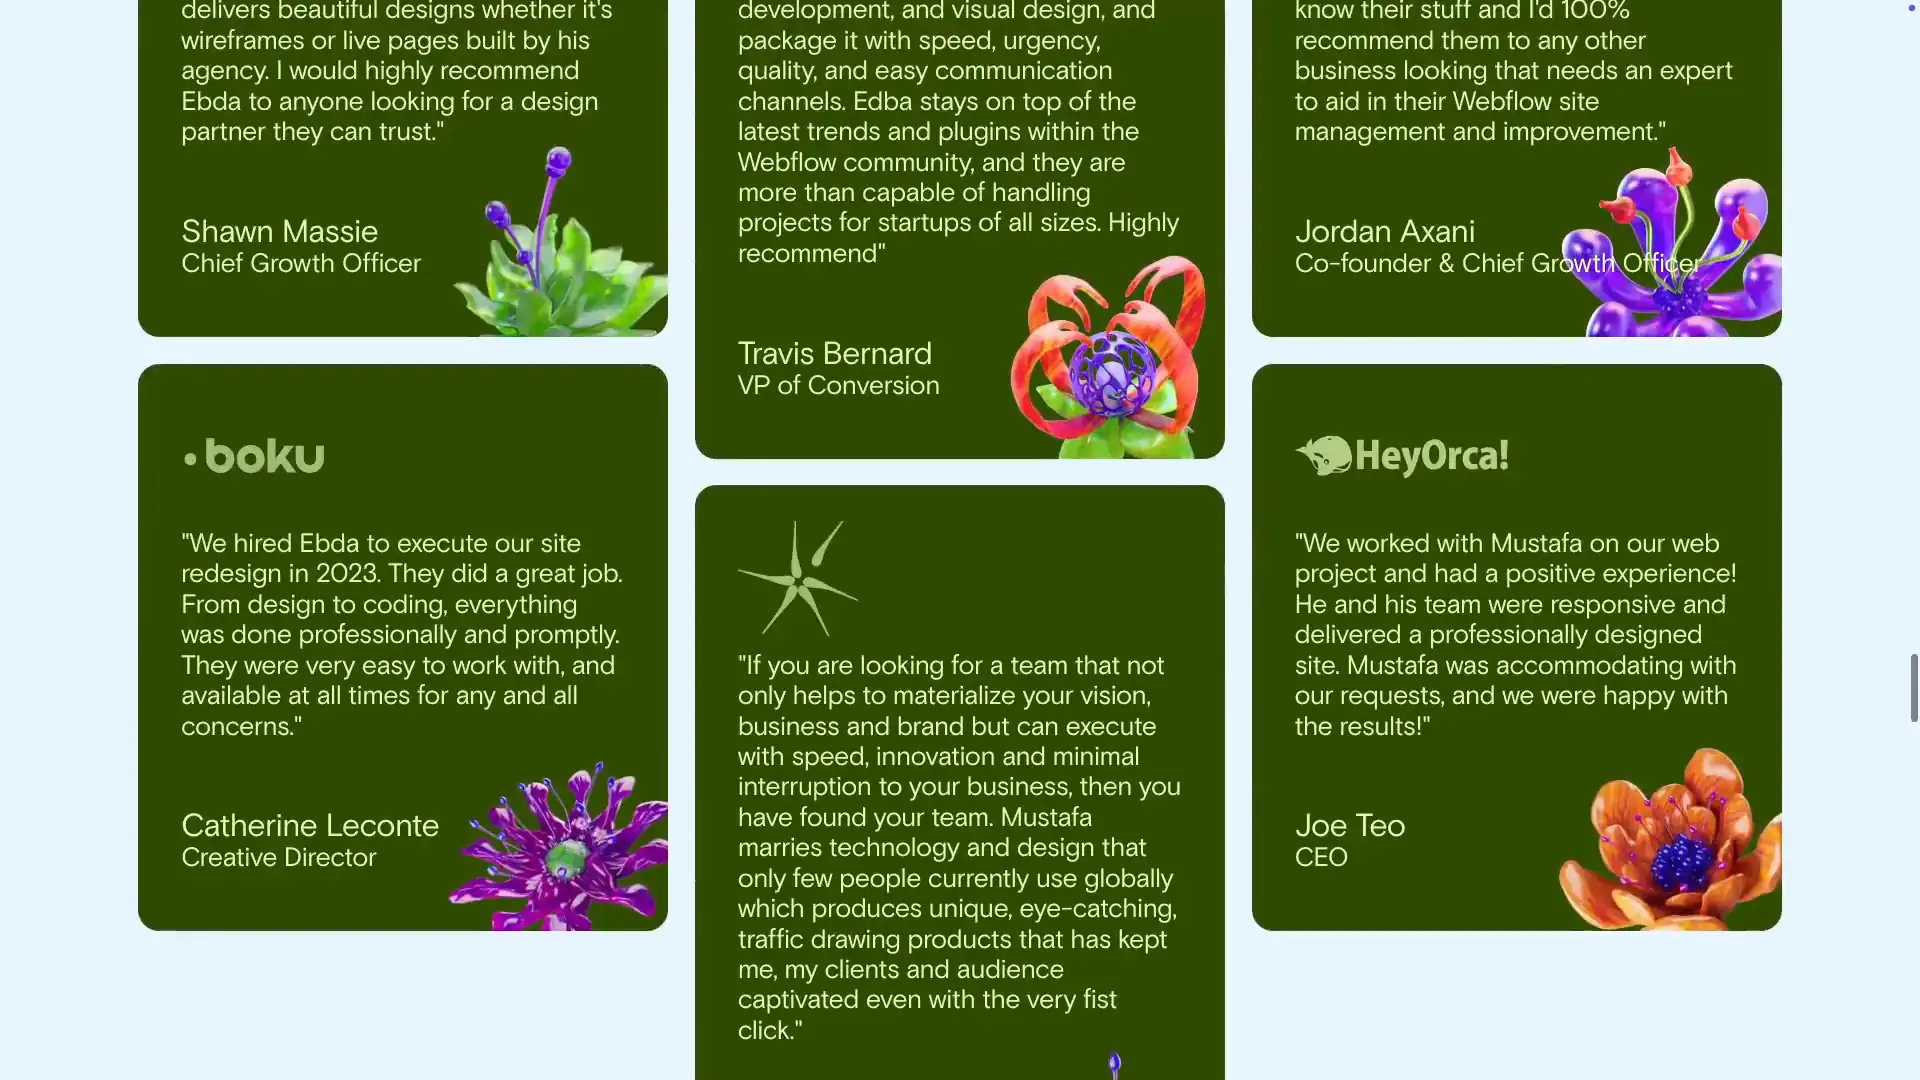 delivers beautiful designs whether it's
wireframes or live pages built by his
agency. I would highly recommend
Ebda to anyone looking for a design
partner they can trust."
Shawn Massie
Chief Growth Officer
development, and visual design, and
package it with speed, urgency,
quality, and easy communication
channels. Edba stays on top of the
latest trends and plugins within the
Webflow community, and they are
more than capable of handling
projects for startups of all sizes. Highly
recommend"
Travis Bernard
VP of Conversion
know their stuff and I'd 100%
recommend them to any other
business looking that needs an expert
to aid in their Webflow site
management and improvement."
Jordan Axani
Co-founder & Chief Growth Officer
boku
"We hired Ebda to execute our site
redesign in 2023. They did a great job.
From design to coding, everything
was done professionally and promptly.
They were very easy to work with, and
available at all times for any and all
concerns."
Catherine Leconte
Creative Director
"If you are looking for a team that not
only helps to materialize your vision,
business and brand but can execute
with speed, innovation and minimal
interruption to your business, then you
have found your team. Mustafa
marries technology and design that
only few people currently use globally
which produces unique, eye-catching,
traffic drawing products that has kept
me, my clients and audience
captivated even with the very fist
click."
HeyOrca!
"We worked with Mustafa on our web
project and had a positive experience!
He and his team were responsive and
delivered a professionally designed
site. Mustafa was accommodating with
our requests, and we were happy with
the results!"
Joe Teo
CEO